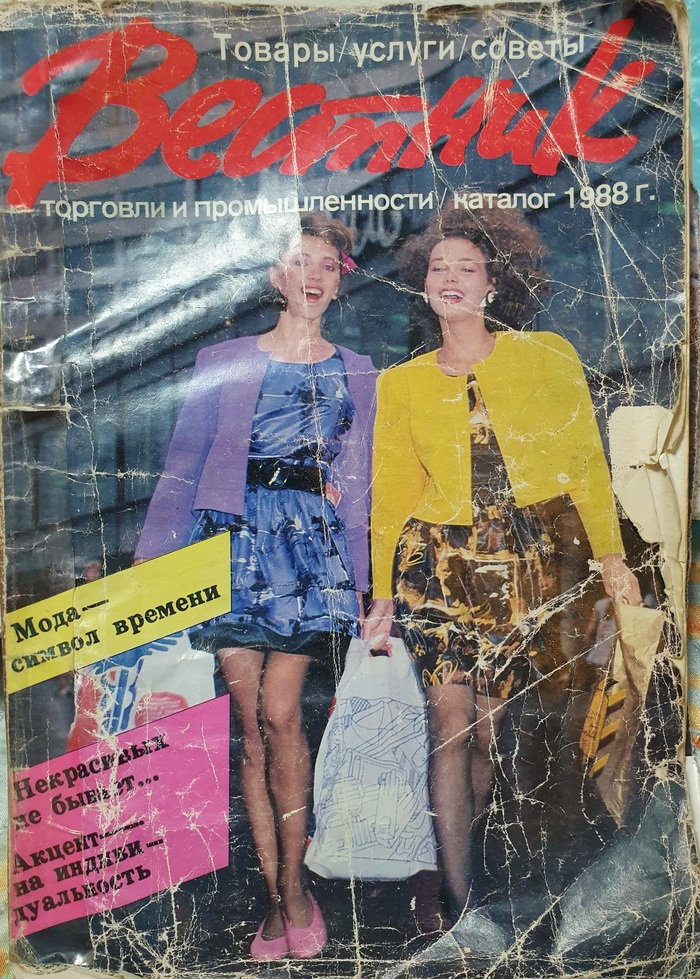 Товары/услуги/советы
Вестник
торговли и промышленности/каталог 1988 г.
Мода—
символ времени
Некрасивых
не бывает...
Акцент—
на индиви—
дуальность